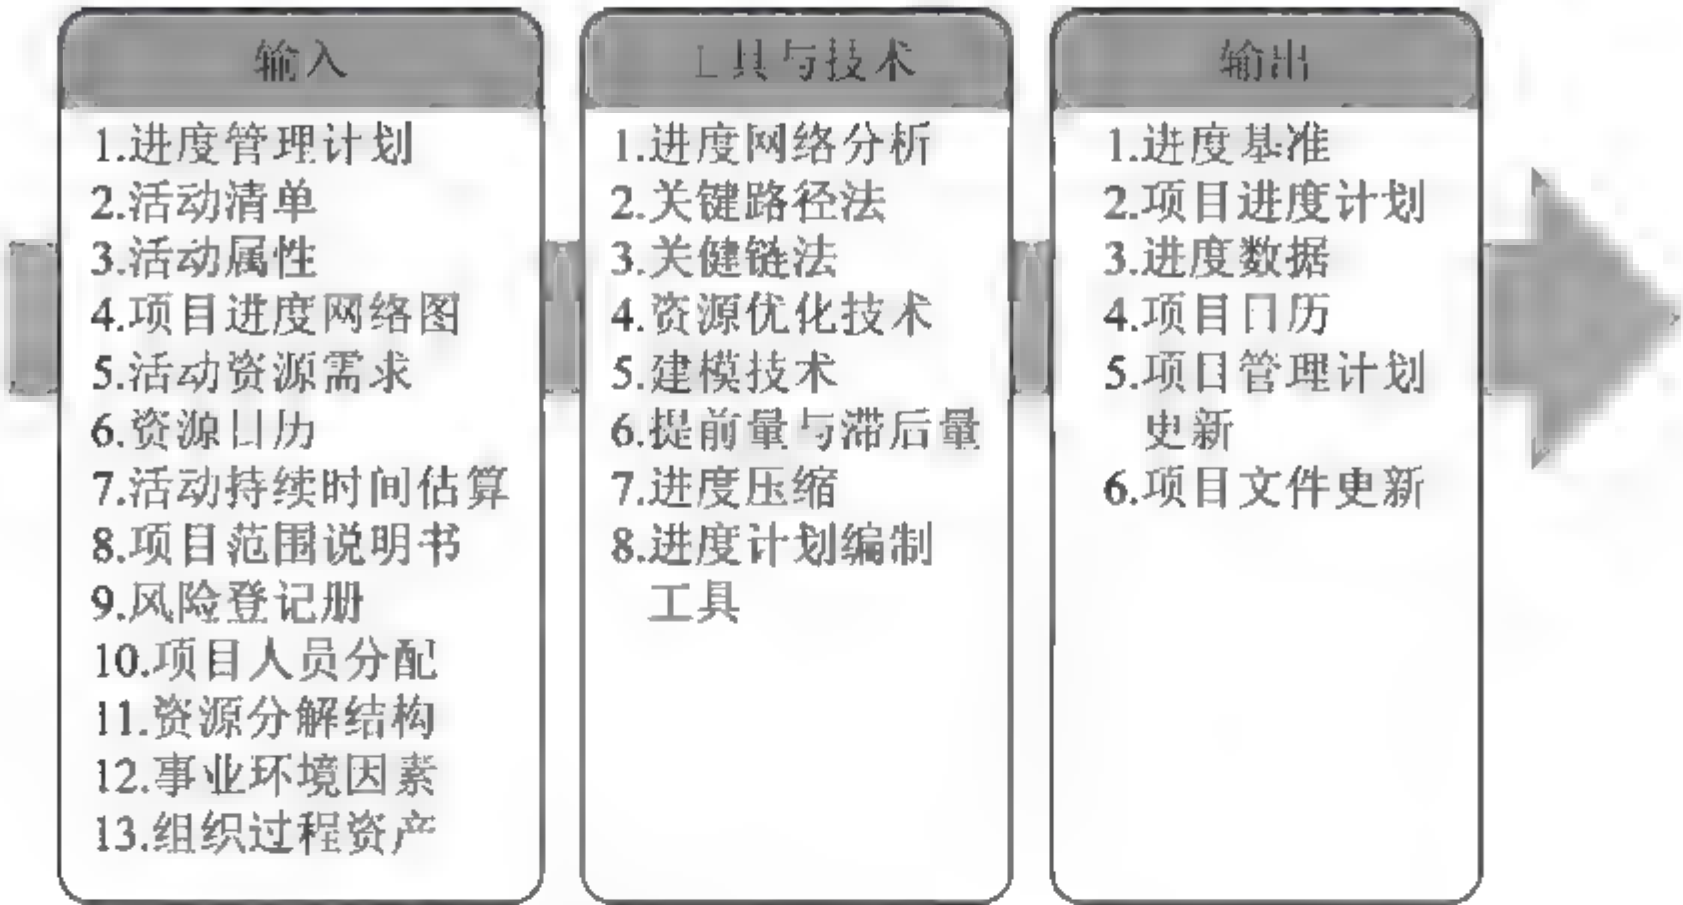 输入
1.进度管理计划
2.活动清单
3.活动属性
4.项目进度网络图
5.活动资源需求
6.资源日历
7.活动持续时间估算
8.项目范围说明书
9.风险登记册
10.项目人员分配
11.资源分解结构
12.事业环境因素
13.组织过程资产
工具与技术
1.进度网络分析
2.关键路径法
3.关健链法
4.资源优化技术
5.建模技术
6.提前量与滞后量
7.进度压缩
8.进度计划编制
工具
输出
1.进度基准
2.项目进度计划
3.进度数据
4.项目日历
5.项目管理计划
更新
6.项目文件更新